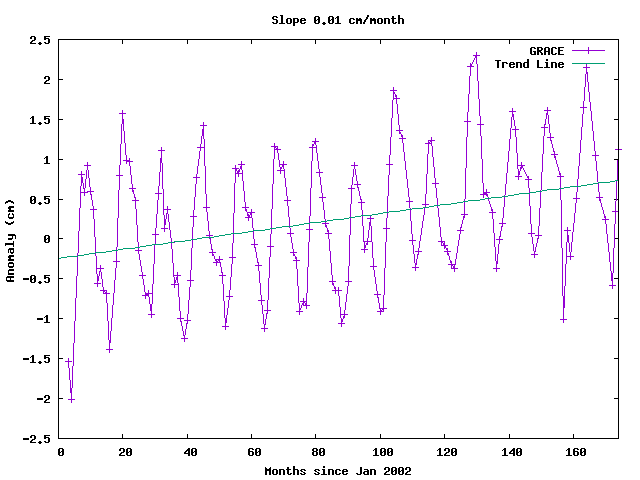 Slope 0.01 cm/month
GRACE
Trend Line
2.5
2
1.5
1
0.5
0
-0.5
-1
-1.5
-2
-2.5
Anomaly (cm)
0 20 40 60 80 100 120 140 160
Months since Jan 2002